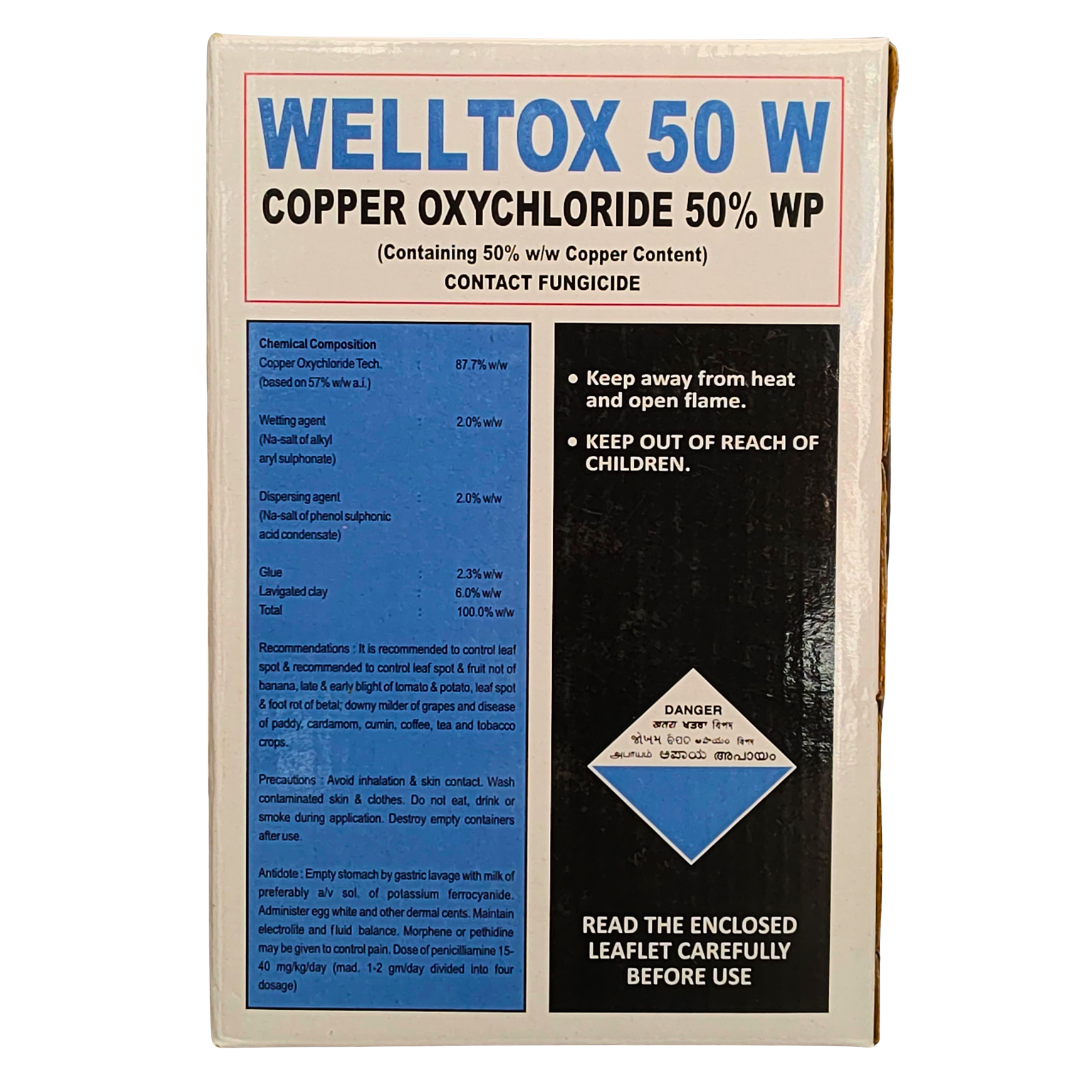 WELLTOX 50 W
COPPER OXYCHLORIDE 50% WP
(Containing 50% w/w Copper Content)
CONTACT FUNGICIDE
Chemical Composition
Copper Oxychloride Tech. : 87.7% w/w
(based on 57% w/w a.i.)
Wetting agent : 2.0% w/w
(Na-salt of alkyl
aryl sulphonate)
Dispersing agent : 2.0% w/w
(Na-salt of phenol sulphonic
acid condensate)
Glue : 2.3% w/w
Lavigated clay : 6.0% w/w
Total : 100.0% w/w
Recommendations : It is recommended to control leaf
spot & recommended to control leaf spot & fruit not of
banana, late & early blight of tomato & potato, leaf spot
& foot rot of betal; downy milder of grapes and disease
of paddy, cardamom, cumin, coffee, tea and tobacco
crops.
Precautions : Avoid inhalation & skin contact. Wash
contaminated skin & clothes. Do not eat, drink or
smoke during application. Destroy empty containers
after use.
Antidote : Empty stomach by gastric lavage with milk of
preferably a/v sol. of potassium ferrocyanide.
Administer egg white and other dermal cents. Maintain
electrolite and fluid balance. Morphene or pethidine
may be given to control pain. Dose of penicilliamine 15-
40 mg/kg/day (mad. 1-2 gm/day divided into four
dosage)
• Keep away from heat
and open flame.
• KEEP OUT OF REACH OF
CHILDREN.
DANGER
ਖਤਰਾ বিপদ
જોખમ
அபாயம் ಅಪಾಯ അപായം
READ THE ENCLOSED
LEAFLET CAREFULLY
BEFORE USE